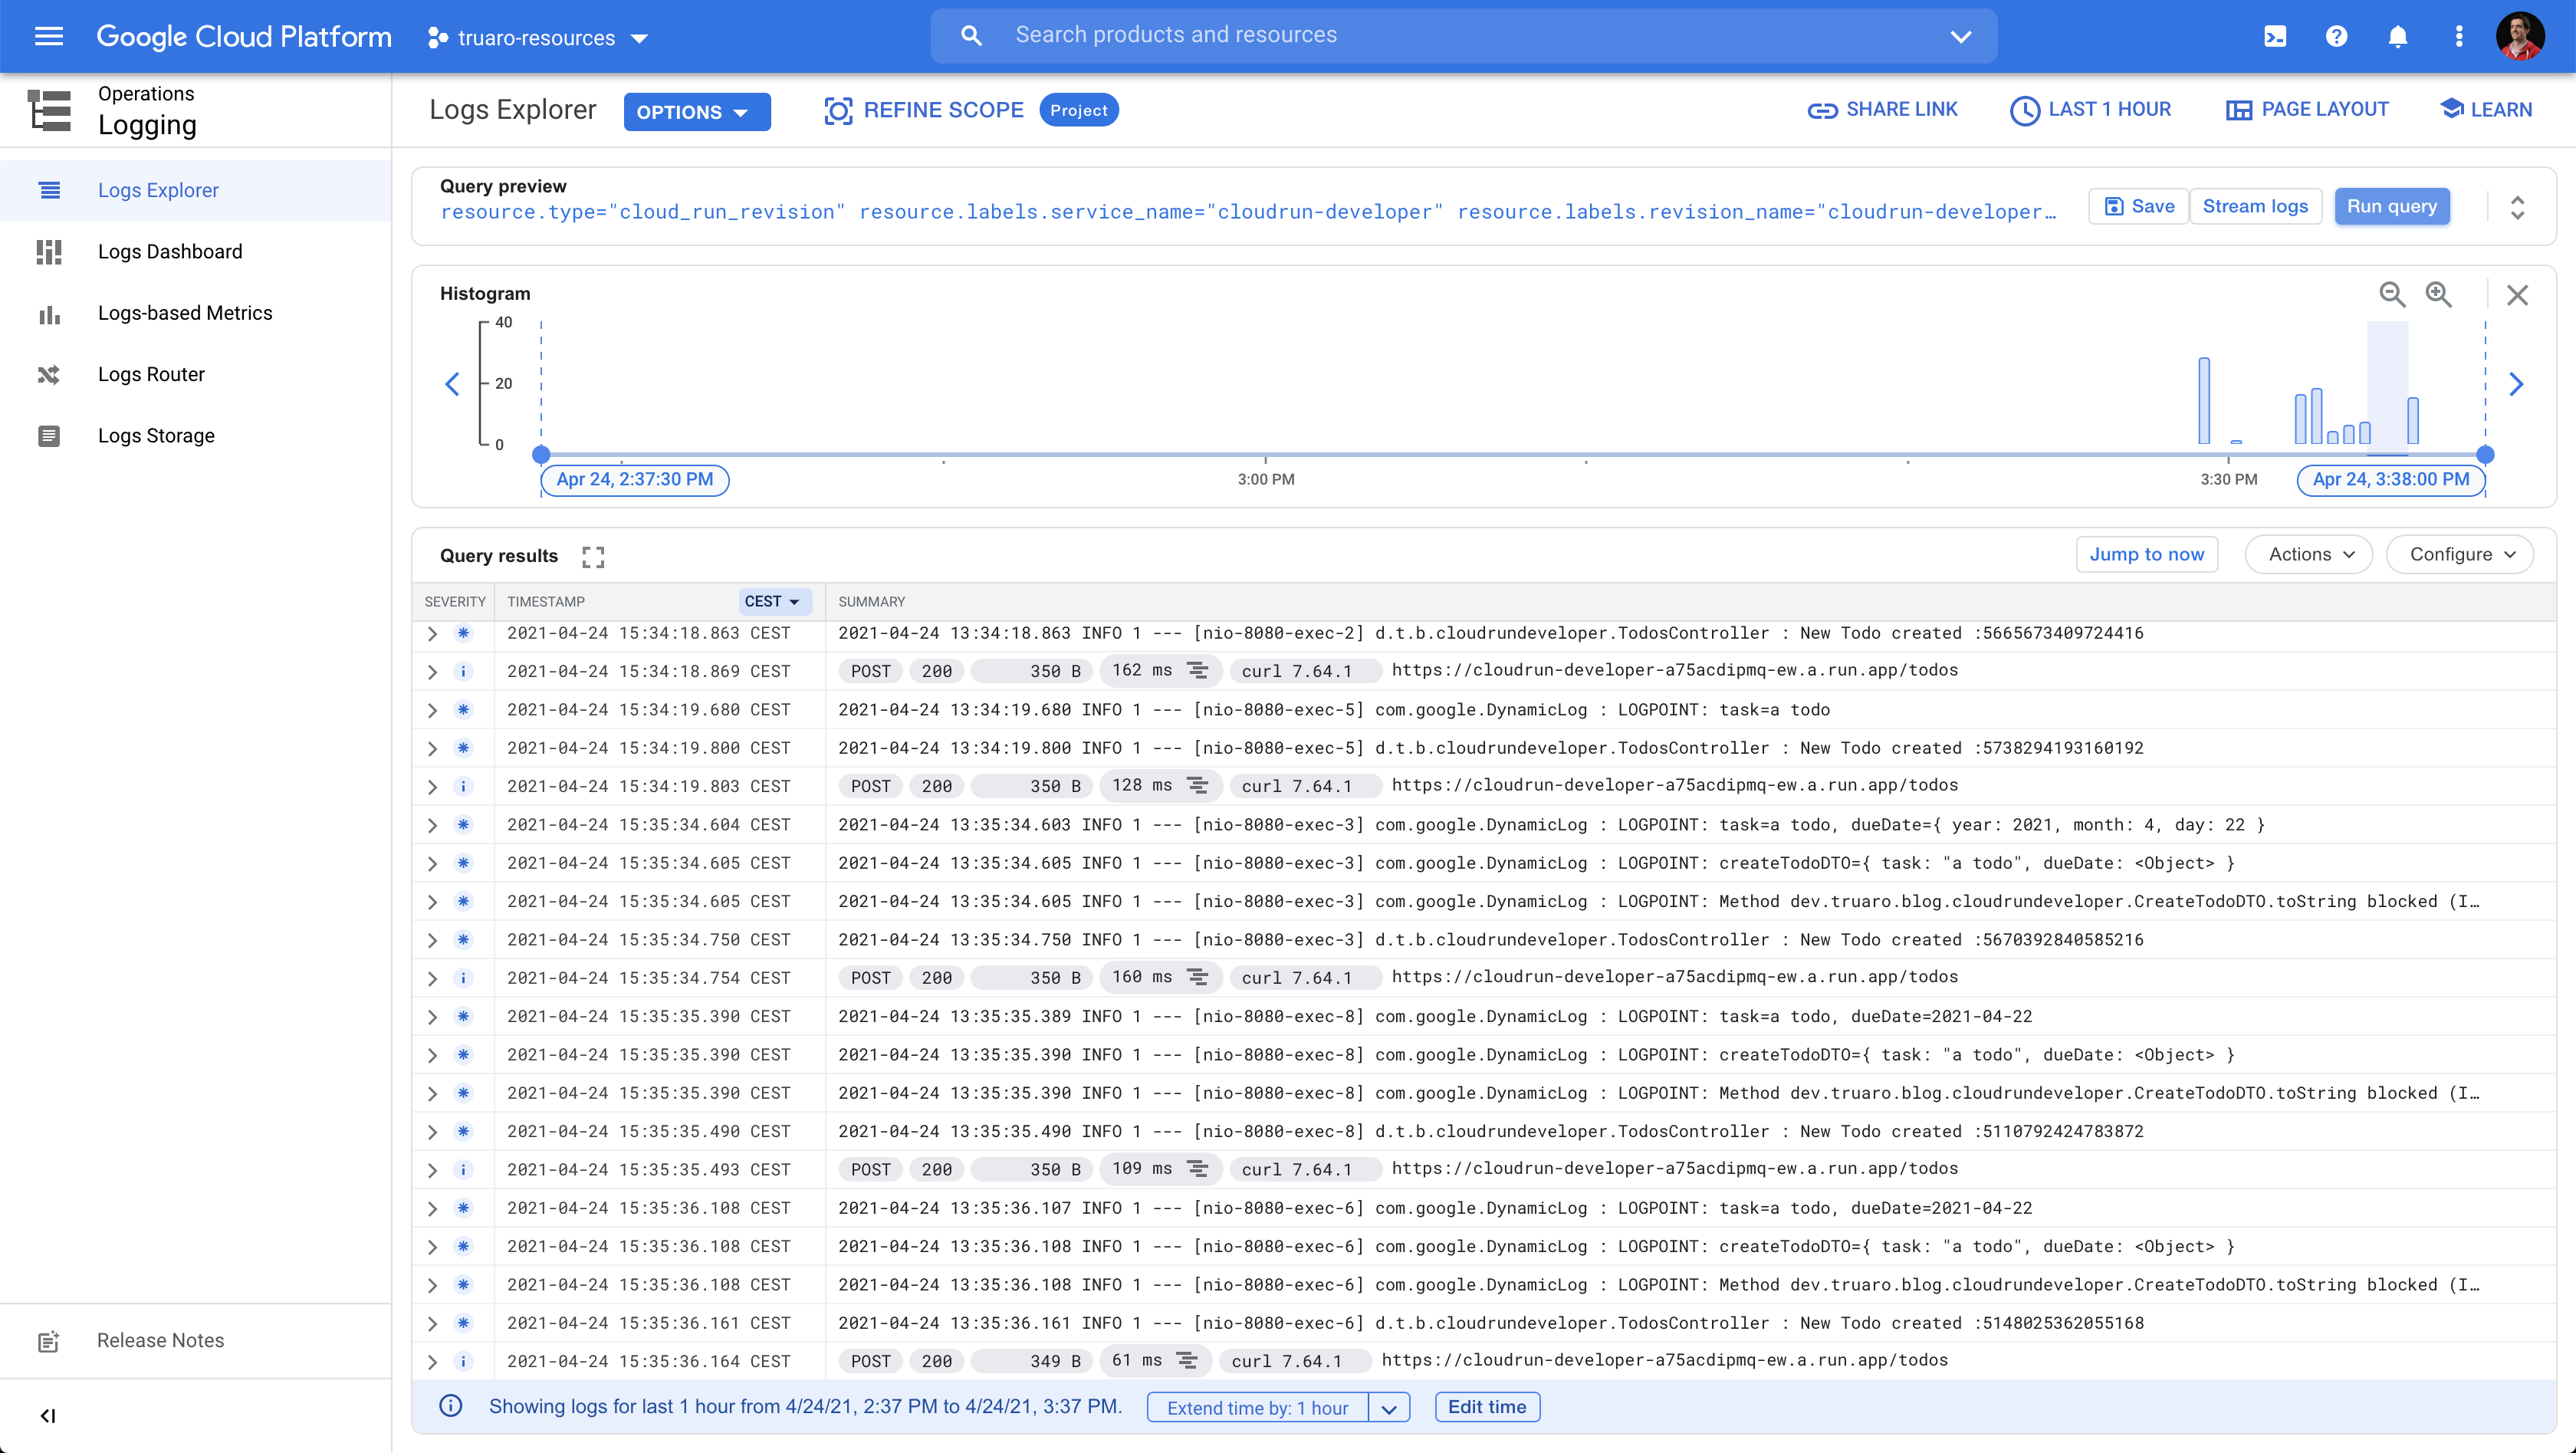 Google Cloud Platform truaro-resources Search products and resources
Operations
Logging
Logs Explorer
Logs Dashboard
Logs-based Metrics
Logs Router
Logs Storage
Release Notes
Logs Explorer OPTIONS REFINE SCOPE Project SHARE LINK LAST 1 HOUR PAGE LAYOUT LEARN
Query preview
resource.type="cloud_run_revision" resource.labels.service_name="cloudrun-developer" resource.labels.revision_name="cloudrun-developer… Save Stream logs Run query
Histogram
40
20
0
3:00 PM 3:30 PM
Apr 24, 2:37:30 PM Apr 24, 3:38:00 PM
Query results Jump to now Actions Configure
SEVERITY TIMESTAMP CEST SUMMARY
2021-04-24 15:34:18.863 CEST 2021-04-24 13:34:18.863 INFO 1 --- [nio-8080-exec-2] d.t.b.cloudrundeveloper.TodosController : New Todo created :5665673409724416
2021-04-24 15:34:18.869 CEST POST 200 350 B 162 ms curl 7.64.1 https://cloudrun-developer-a75acdipmq-ew.a.run.app/todos
2021-04-24 15:34:19.680 CEST 2021-04-24 13:34:19.680 INFO 1 --- [nio-8080-exec-5] com.google.DynamicLog : LOGPOINT: task=a todo
2021-04-24 15:34:19.800 CEST 2021-04-24 13:34:19.800 INFO 1 --- [nio-8080-exec-5] d.t.b.cloudrundeveloper.TodosController : New Todo created :5738294193160192
2021-04-24 15:34:19.803 CEST POST 200 350 B 128 ms curl 7.64.1 https://cloudrun-developer-a75acdipmq-ew.a.run.app/todos
2021-04-24 15:35:34.604 CEST 2021-04-24 13:35:34.603 INFO 1 --- [nio-8080-exec-3] com.google.DynamicLog : LOGPOINT: task=a todo, dueDate={ year: 2021, month: 4, day: 22 }
2021-04-24 15:35:34.605 CEST 2021-04-24 13:35:34.605 INFO 1 --- [nio-8080-exec-3] com.google.DynamicLog : LOGPOINT: createTodoDTO={ task: "a todo", dueDate: <Object> }
2021-04-24 15:35:34.605 CEST 2021-04-24 13:35:34.605 INFO 1 --- [nio-8080-exec-3] com.google.DynamicLog : LOGPOINT: Method dev.truaro.blog.cloudrundeveloper.CreateTodoDTO.toString blocked (I…
2021-04-24 15:35:34.750 CEST 2021-04-24 13:35:34.750 INFO 1 --- [nio-8080-exec-3] d.t.b.cloudrundeveloper.TodosController : New Todo created :5670392840585216
2021-04-24 15:35:34.754 CEST POST 200 350 B 160 ms curl 7.64.1 https://cloudrun-developer-a75acdipmq-ew.a.run.app/todos
2021-04-24 15:35:35.390 CEST 2021-04-24 13:35:35.389 INFO 1 --- [nio-8080-exec-8] com.google.DynamicLog : LOGPOINT: task=a todo, dueDate=2021-04-22
2021-04-24 15:35:35.390 CEST 2021-04-24 13:35:35.390 INFO 1 --- [nio-8080-exec-8] com.google.DynamicLog : LOGPOINT: createTodoDTO={ task: "a todo", dueDate: <Object> }
2021-04-24 15:35:35.390 CEST 2021-04-24 13:35:35.390 INFO 1 --- [nio-8080-exec-8] com.google.DynamicLog : LOGPOINT: Method dev.truaro.blog.cloudrundeveloper.CreateTodoDTO.toString blocked (I…
2021-04-24 15:35:35.490 CEST 2021-04-24 13:35:35.490 INFO 1 --- [nio-8080-exec-8] d.t.b.cloudrundeveloper.TodosController : New Todo created :5110792424783872
2021-04-24 15:35:35.493 CEST POST 200 350 B 109 ms curl 7.64.1 https://cloudrun-developer-a75acdipmq-ew.a.run.app/todos
2021-04-24 15:35:36.108 CEST 2021-04-24 13:35:36.107 INFO 1 --- [nio-8080-exec-6] com.google.DynamicLog : LOGPOINT: task=a todo, dueDate=2021-04-22
2021-04-24 15:35:36.108 CEST 2021-04-24 13:35:36.108 INFO 1 --- [nio-8080-exec-6] com.google.DynamicLog : LOGPOINT: createTodoDTO={ task: "a todo", dueDate: <Object> }
2021-04-24 15:35:36.108 CEST 2021-04-24 13:35:36.108 INFO 1 --- [nio-8080-exec-6] com.google.DynamicLog : LOGPOINT: Method dev.truaro.blog.cloudrundeveloper.CreateTodoDTO.toString blocked (I…
2021-04-24 15:35:36.161 CEST 2021-04-24 13:35:36.161 INFO 1 --- [nio-8080-exec-6] d.t.b.cloudrundeveloper.TodosController : New Todo created :5148025362055168
2021-04-24 15:35:36.164 CEST POST 200 349 B 61 ms curl 7.64.1 https://cloudrun-developer-a75acdipmq-ew.a.run.app/todos
Showing logs for last 1 hour from 4/24/21, 2:37 PM to 4/24/21, 3:37 PM. Extend time by: 1 hour Edit time